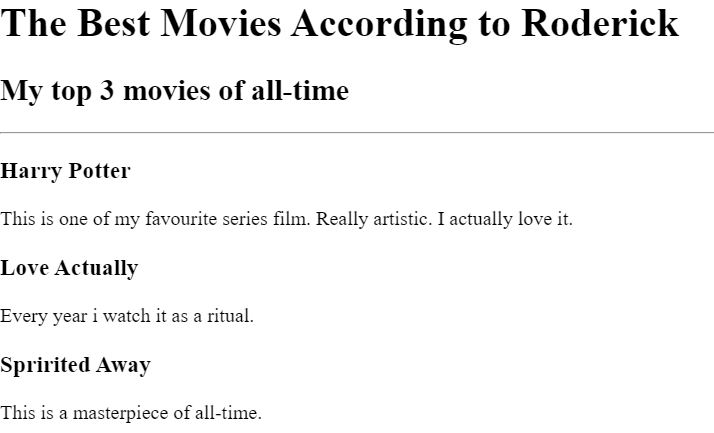 The Best Movies According to Roderick
My top 3 movies of all-time
Harry Potter
This is one of my favourite series film. Really artistic. I actually love it.
Love Actually
Every year i watch it as a ritual.
Spririted Away
This is a masterpiece of all-time.